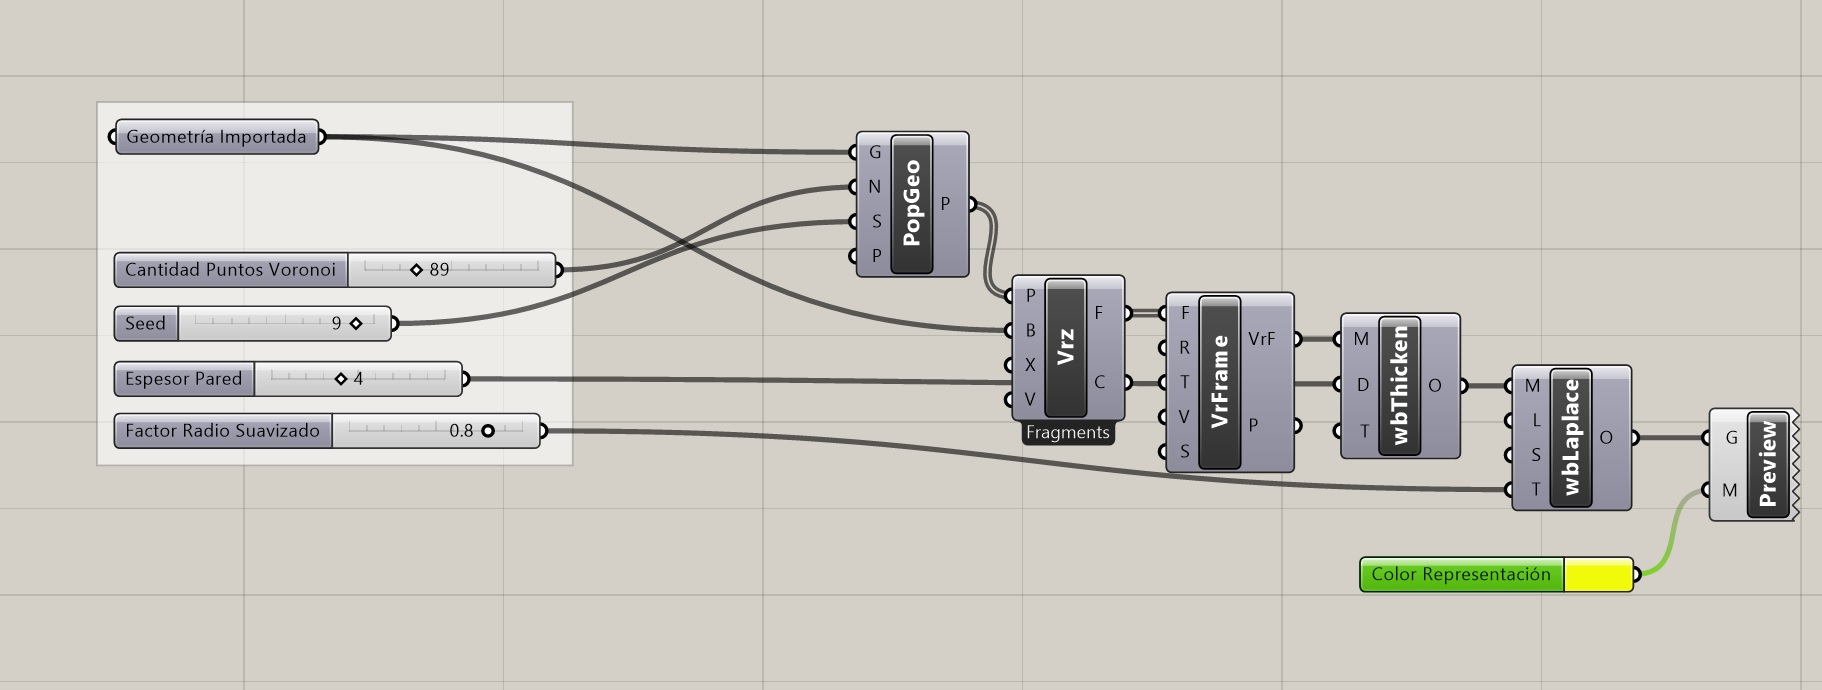 Geometría Importada
Cantidad Puntos Voronoi 89
Seed 9
Espesor Pared 4
Factor Radio Suavizado 0.8
G
N
S
P
PopGeo
P
P
B
X
V
Vrz
F
C
Fragments
F
R
T
V
S
VrFrame
VrF
P
M
D
T
wbThicken
O
M
L
S
T
wbLaplace
O
G
M
Preview
Color Representación